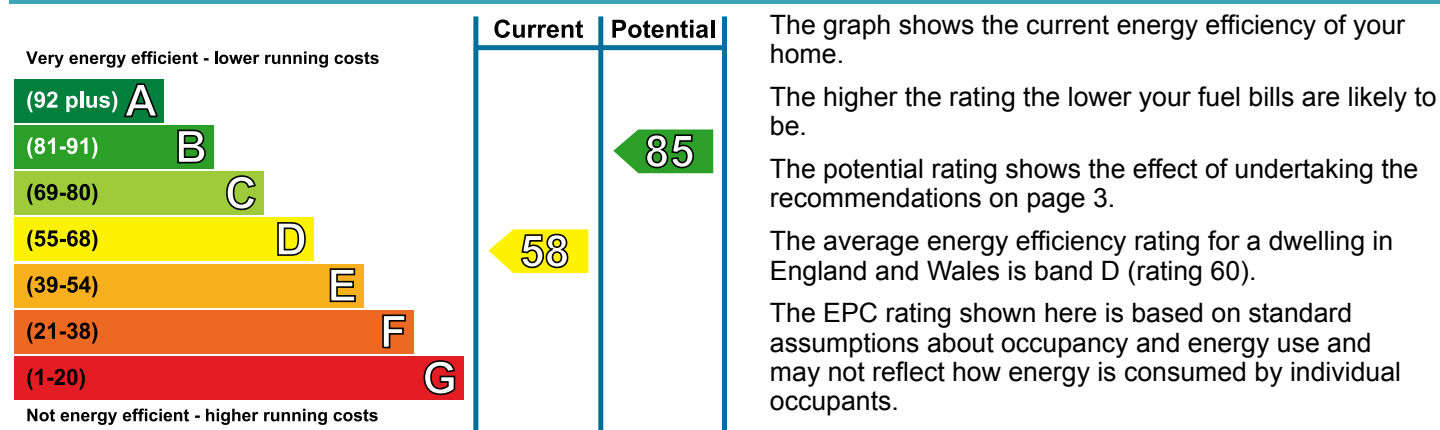 Current Potential
Very energy efficient - lower running costs
(92 plus) A
(81-91) B
85
(69-80) C
(55-68) D
58
(39-54) E
(21-38) F
(1-20) G
Not energy efficient - higher running costs
The graph shows the current energy efficiency of your
home.
The higher the rating the lower your fuel bills are likely to
be.
The potential rating shows the effect of undertaking the
recommendations on page 3.
The average energy efficiency rating for a dwelling in
England and Wales is band D (rating 60).
The EPC rating shown here is based on standard
assumptions about occupancy and energy use and
may not reflect how energy is consumed by individual
occupants.